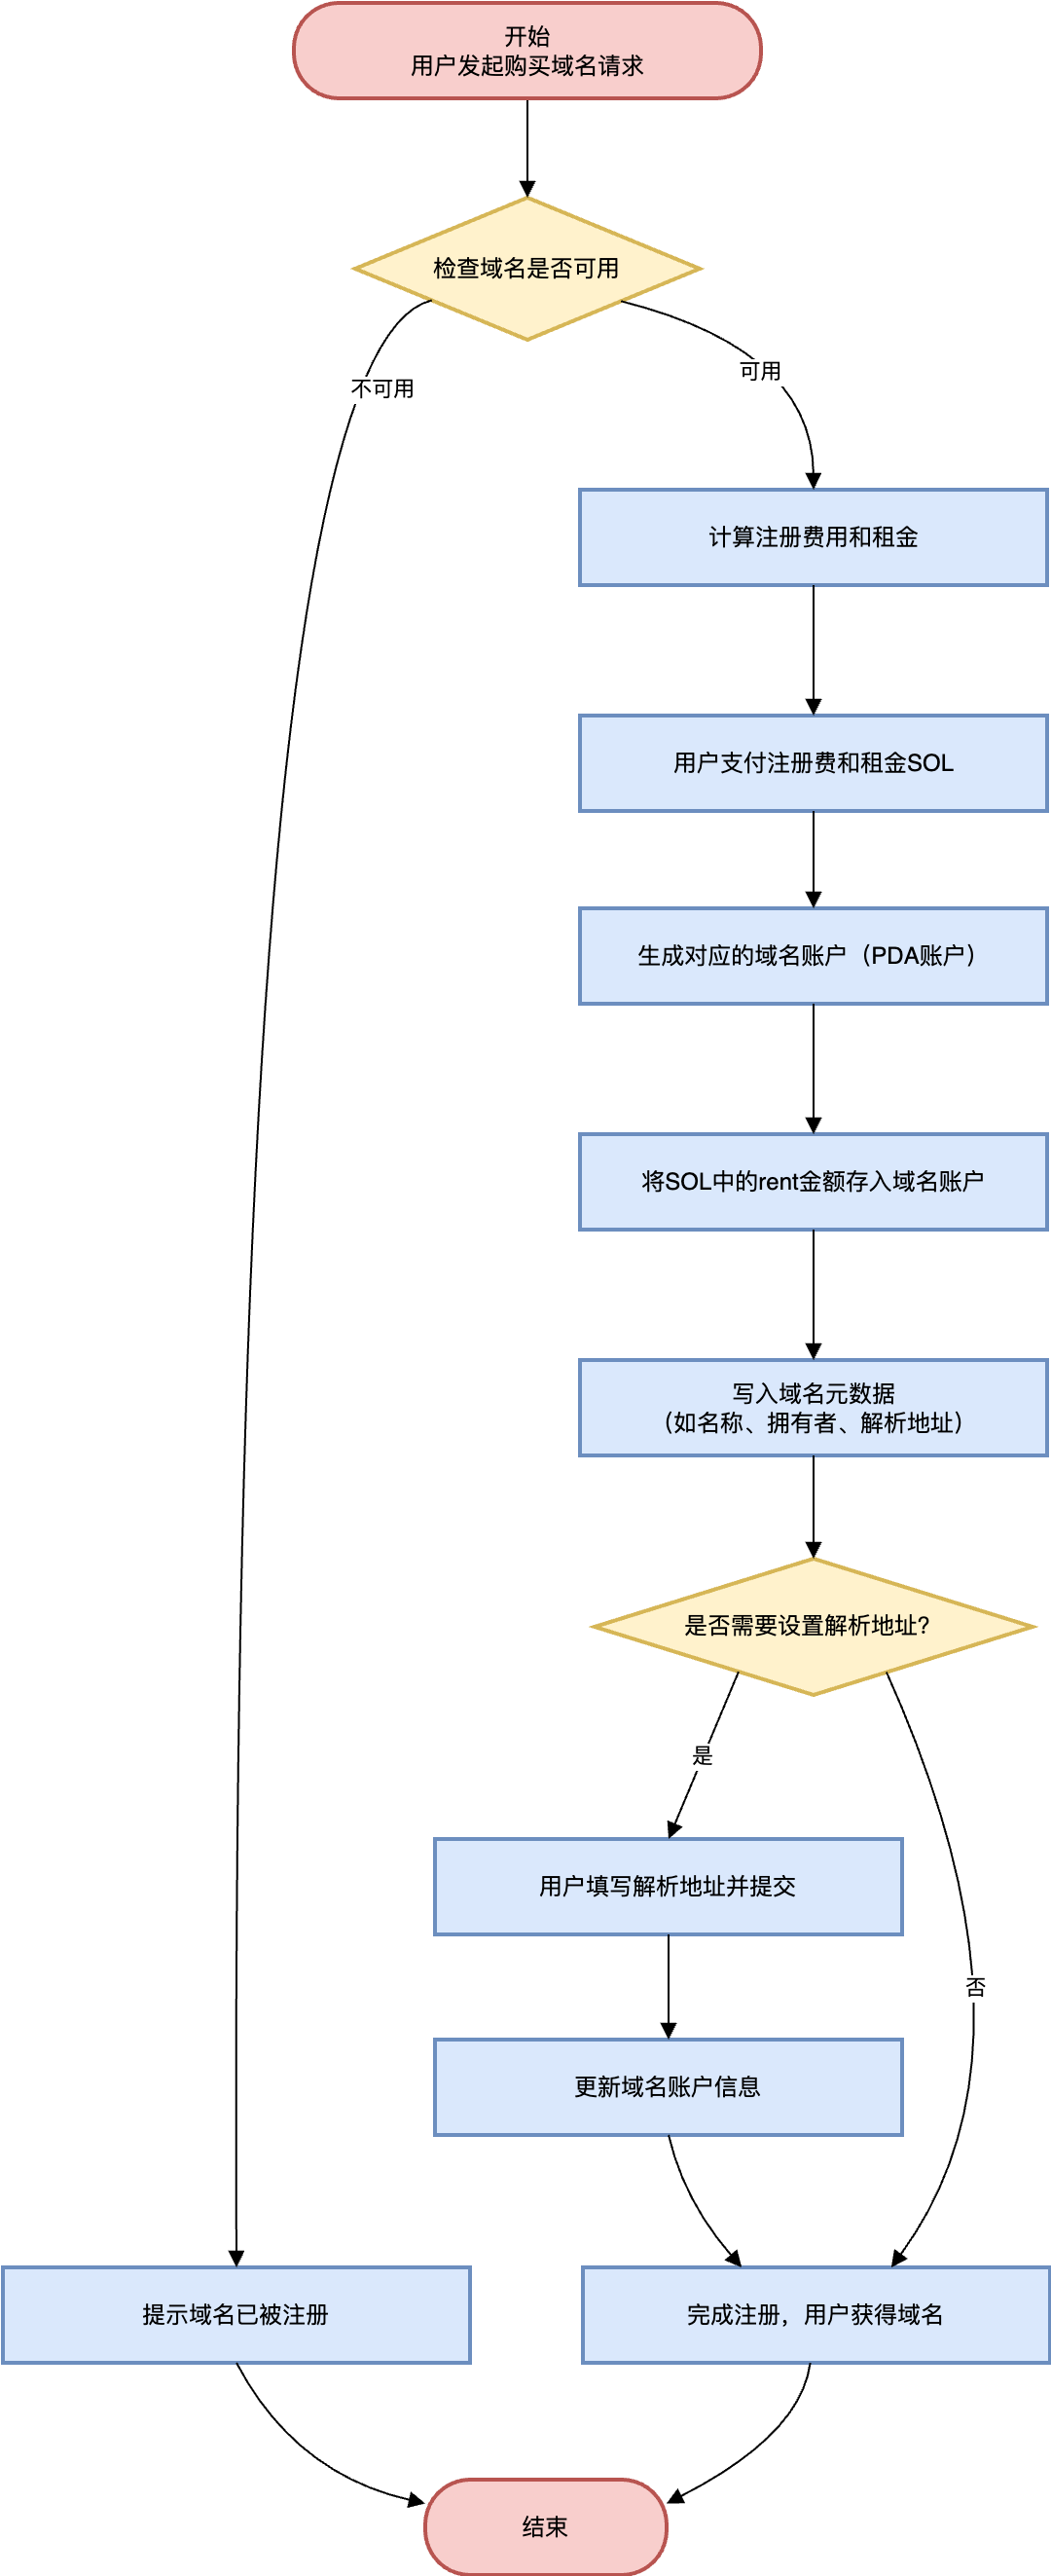 开始
用户发起购买域名请求
检查域名是否可用
不可用
可用
计算注册费用和租金
用户支付注册费和租金SOL
生成对应的域名账户（PDA账户）
将SOL中的rent金额存入域名账户
写入域名元数据
（如名称、拥有者、解析地址）
是否需要设置解析地址?
是
用户填写解析地址并提交
否
更新域名账户信息
提示域名已被注册
完成注册，用户获得域名
结束